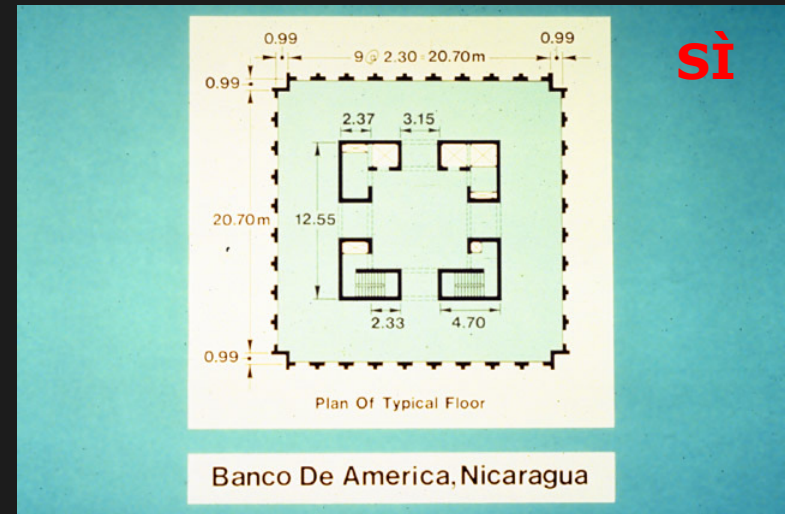 0.99
0.99
SÌ
9 @ 2.30 = 20.70m
0.99
2.37
3.15
20.70m
12.55
2.33
4.70
0.99
Plan Of Typical Floor
Banco De America, Nicaragua